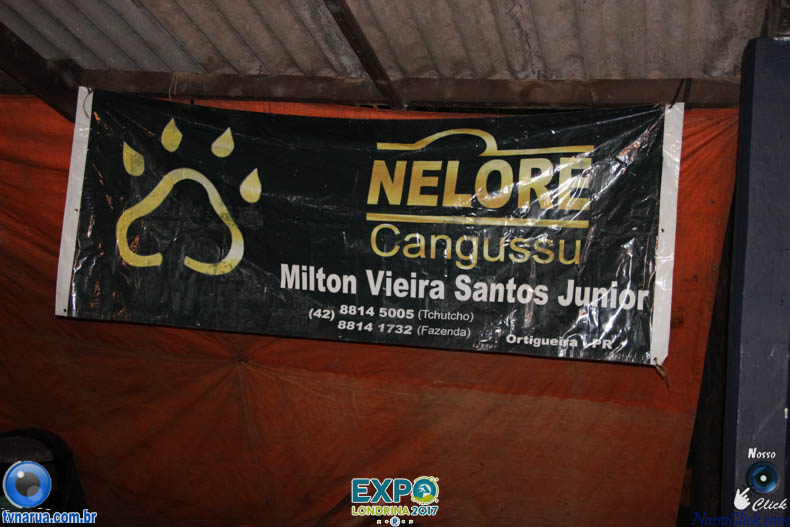 NELORE
Cangussu
Milton Vieira Santos Junior
(42) 8814 5005 (Tchutcho)
8814 1732 (Fazenda)
Ortigueira - PR
Nosso
Click
EXPO
LONDRINA 2017
tvnarua.com.br